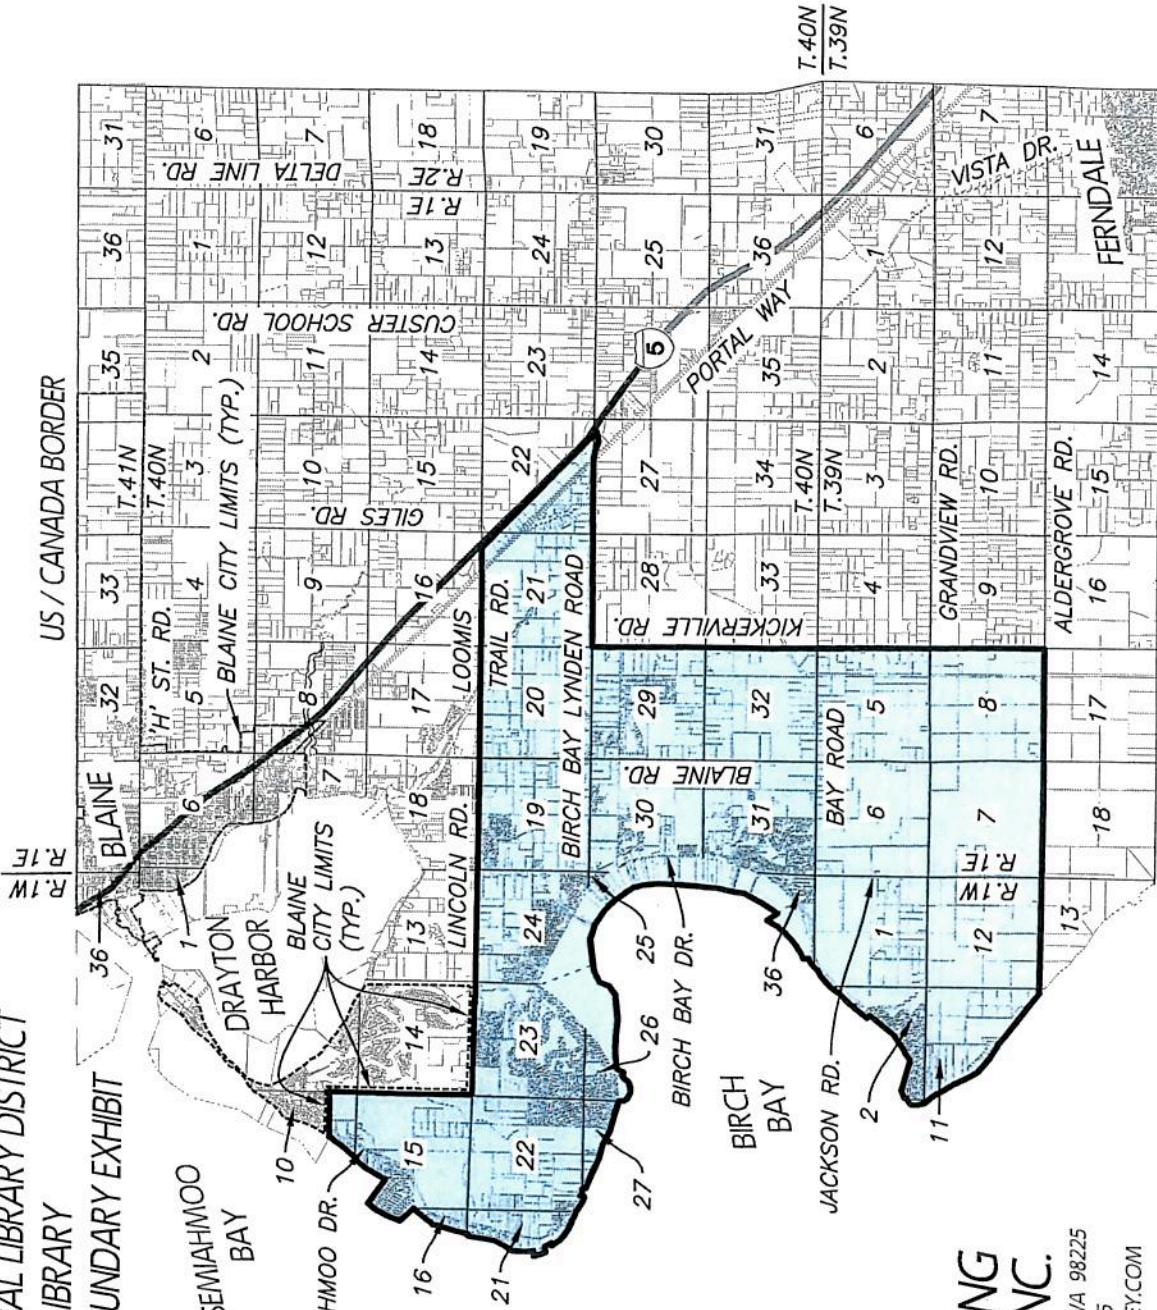 AL LIBRARY DISTRICT
IBRARY
UNDARY EXHIBIT
US / CANADA BORDER
R.1W R.1E
36
BLAINE
32
33
35
36
31
T.41N
T.40N
'H' ST. RD.
1
6
5
4
3
2
1
6
BLAINE CITY LIMITS (TYP.)
DELTA LINE RD.
DRAYTON
HARBOR
7
8
9
10
11
12
7
GILES RD.
CUSTER SCHOOL RD.
SEMIAHMOO
BAY
10
BLAINE
CITY LIMITS
(TYP.)
HMOO DR.
15
14
13
18
17
16
15
14
13
18
R.1E R.2E
LINCOLN RD.
LOOMIS
TRAIL RD.
16
21
22
23
24
19
20
21
22
23
24
19
BIRCH BAY LYNDEN ROAD
27
26
25
30
29
28
27
25
30
5
BIRCH BAY DR.
BLAINE RD.
KICKERVILLE RD.
PORTAL WAY
BIRCH
BAY
36
31
32
33
34
35
36
31
T.40N
T.39N
T.40N
T.39N
JACKSON RD.
BAY ROAD
2
1
6
5
4
3
2
1
6
GRANDVIEW RD.
VISTA DR.
11
12
R.1W R.1E
7
8
9
10
11
12
7
ALDERGROVE RD.
FERNDALE
13
18
17
16
15
14
NG
NC.
A 98225
Y.COM